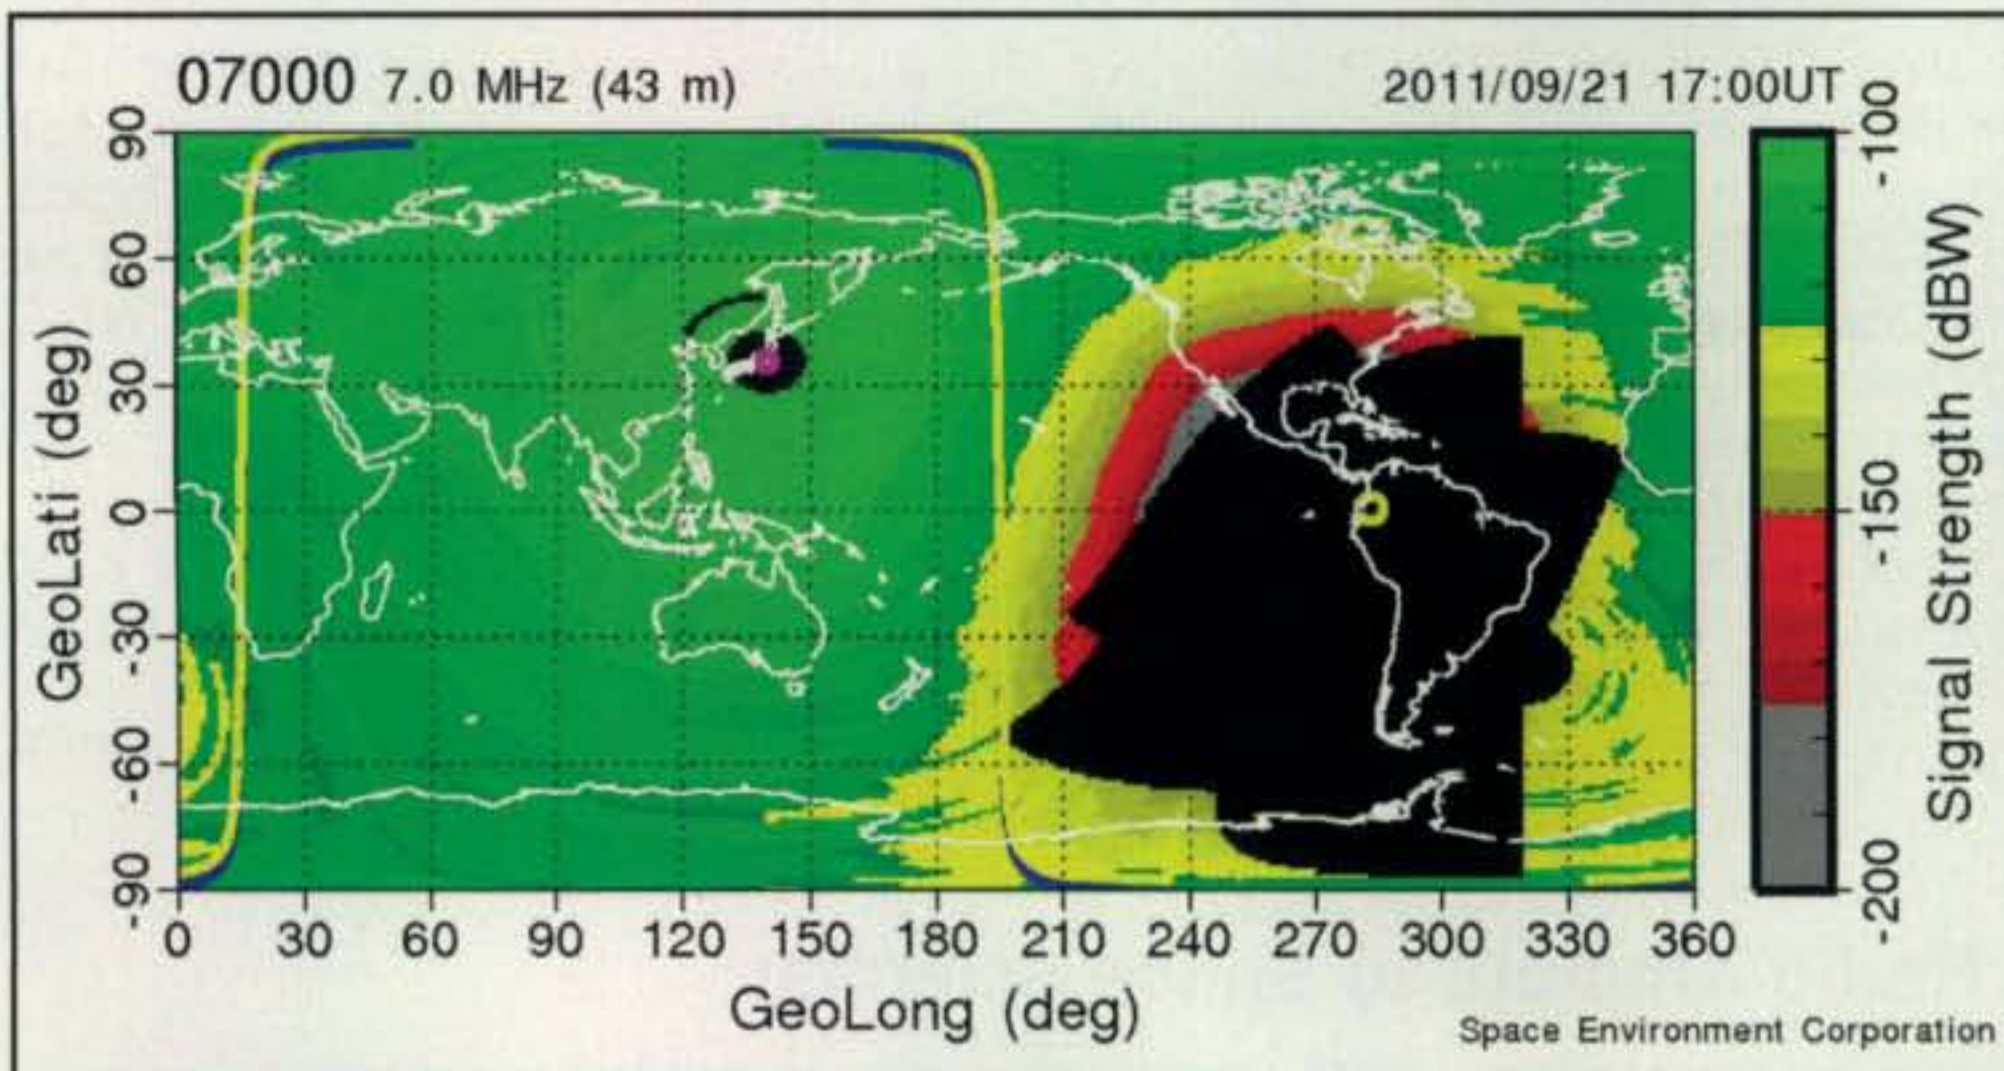 07000 7.0 MHz (43 m) 2011/09/21 17:00UT
90
60
30
0
-30
-60
-90
GeoLati (deg)
0 30 60 90 120 150 180 210 240 270 300 330 360
GeoLong (deg)
-100
-150
-200
Signal Strength (dBW)
Space Environment Corporation